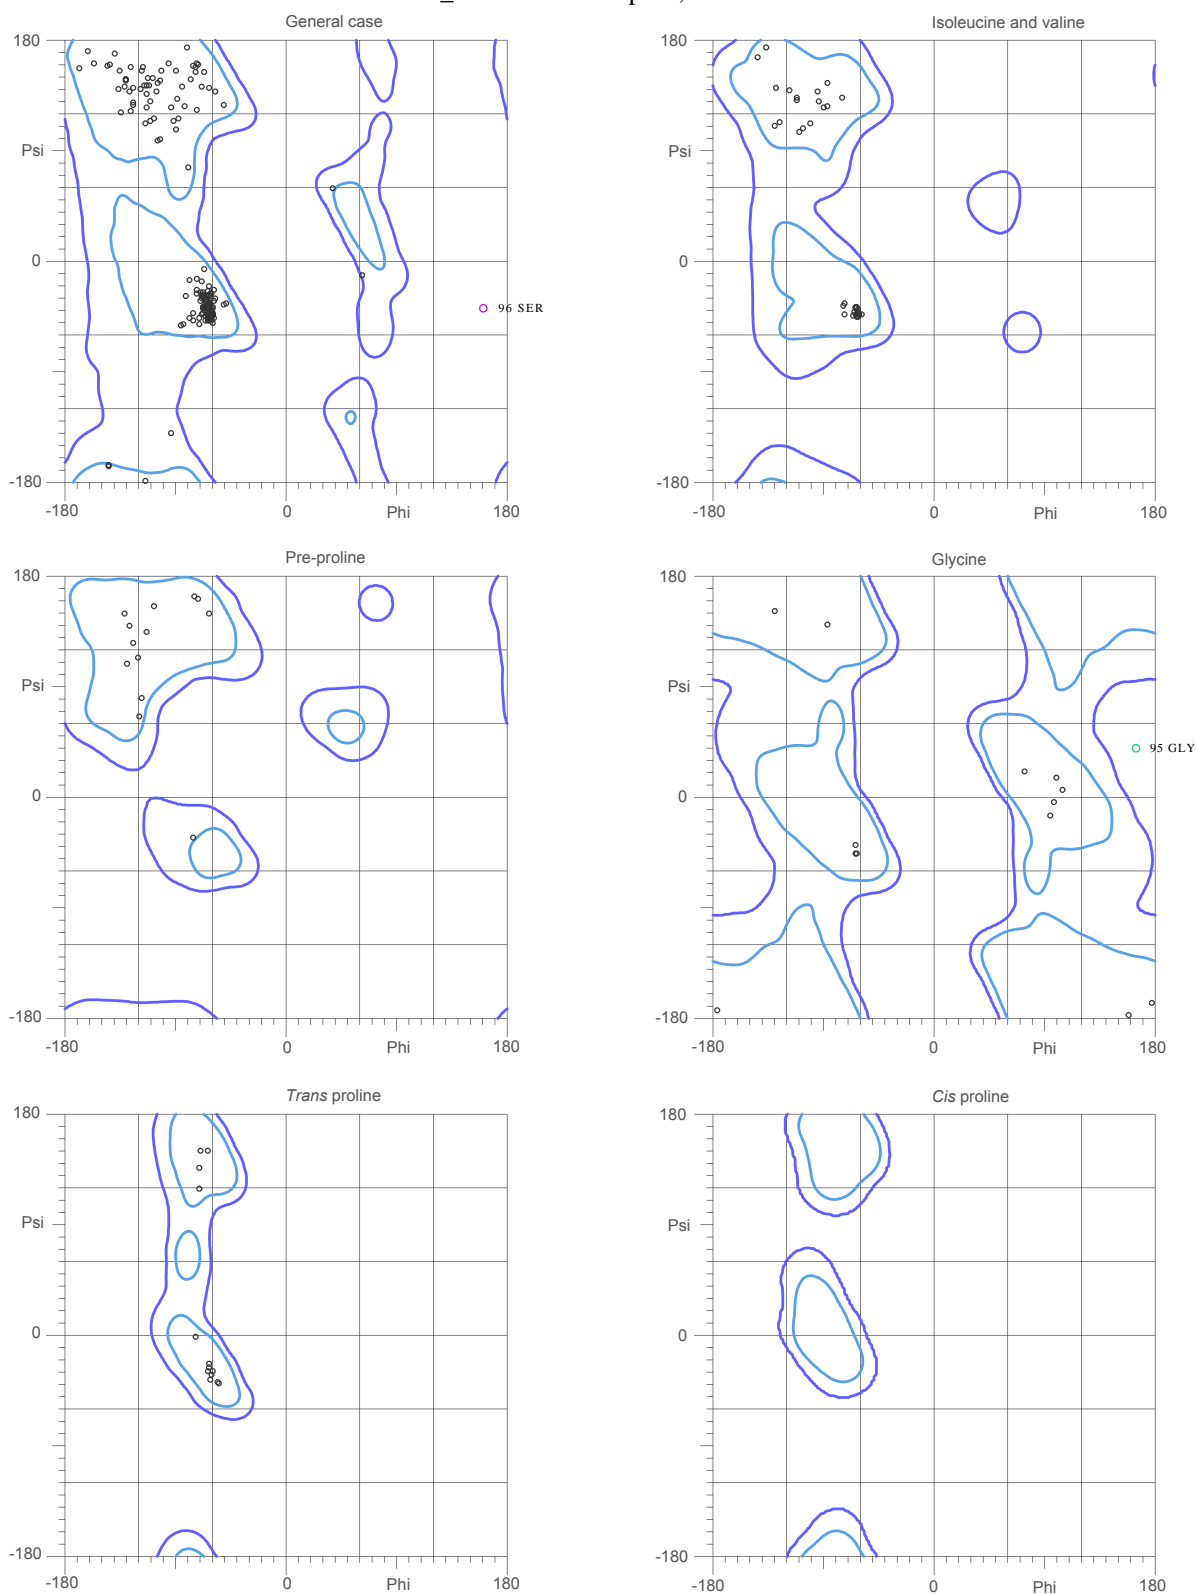 General case
Isoleucine and valine
180
180
Psi
Psi
0
0
96 SER
-180
-180
-180
0
Phi
180
-180
0
Phi
180
Pre-proline
Glycine
180
180
Psi
Psi
95 GLY
0
0
-180
-180
-180
0
Phi
180
-180
0
Phi
180
Trans proline
Cis proline
180
180
Psi
Psi
0
0
-180
-180
-180
0
Phi
180
-180
0
Phi
180